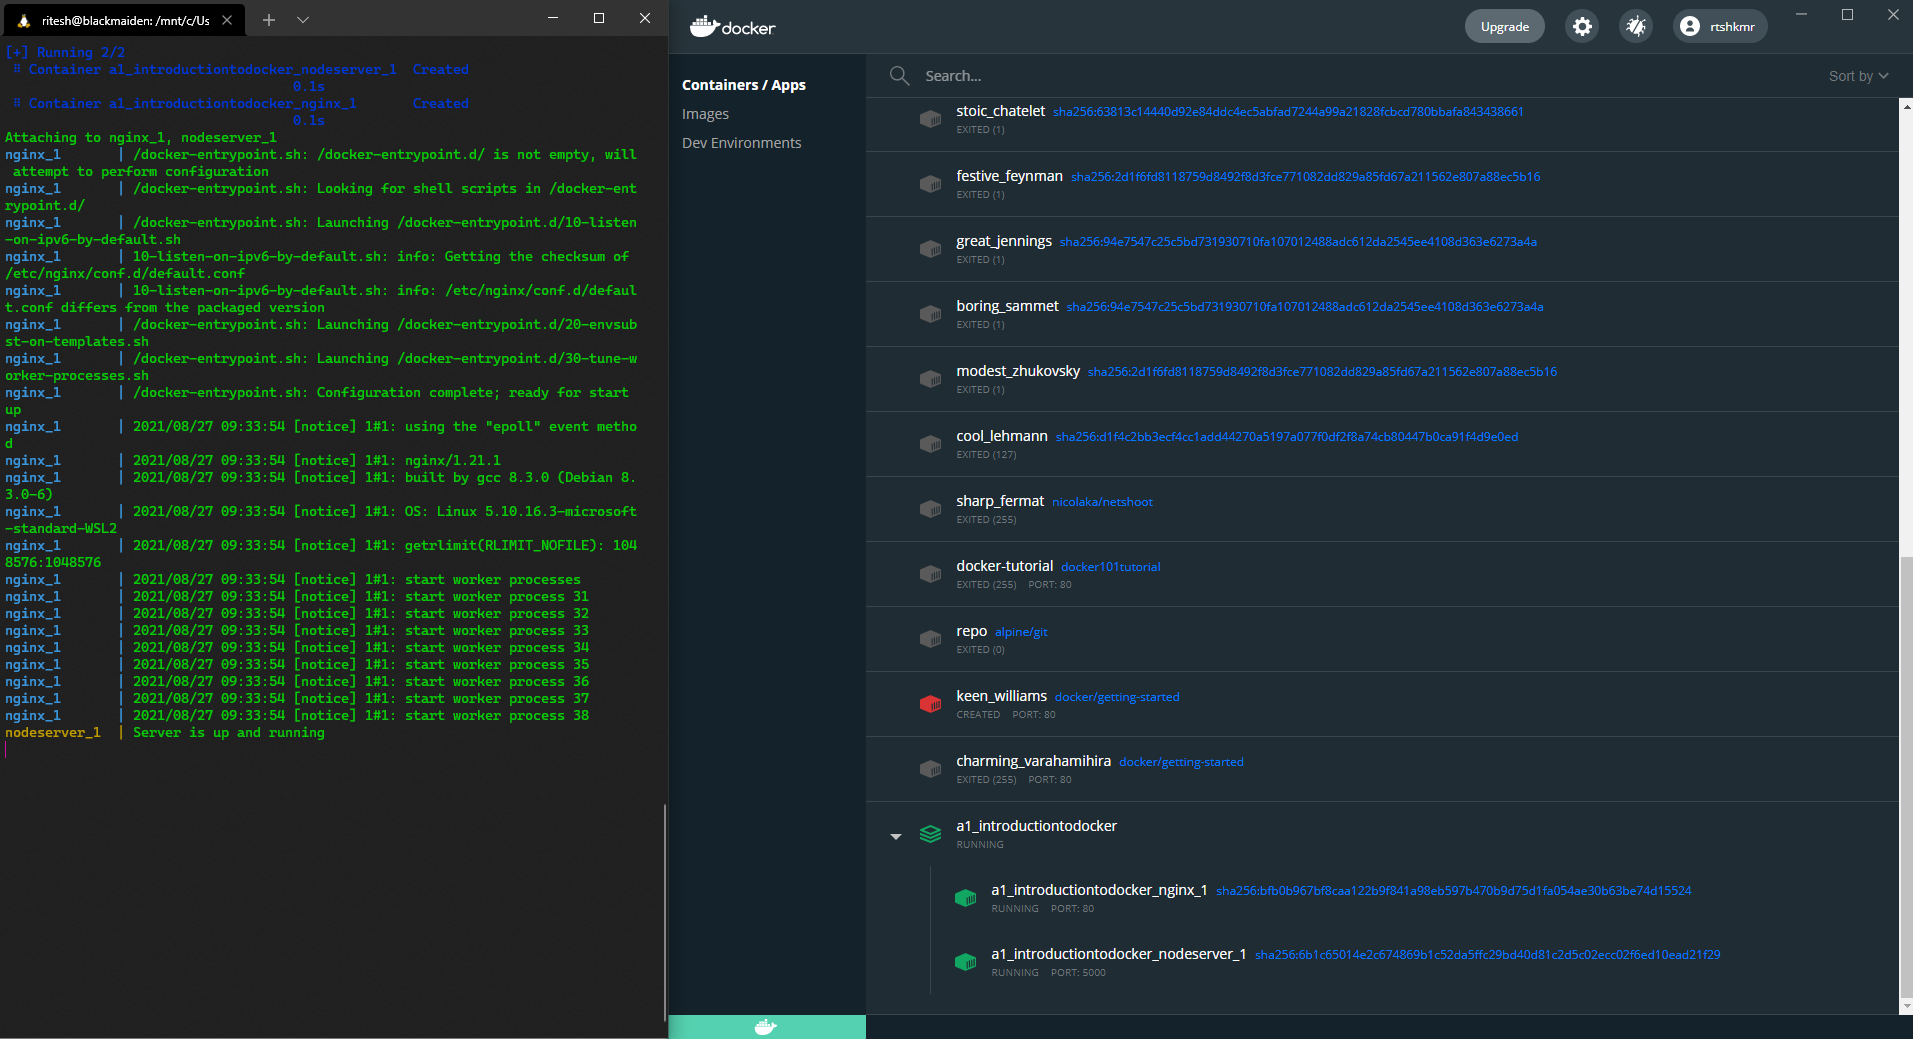 ritesh@blackmaiden: /mnt/c/Us
[+] Running 2/2
⠿ Container a1_introductiontodocker_nodeserver_1  Created
0.1s
⠿ Container a1_introductiontodocker_nginx_1       Created
0.1s
Attaching to nginx_1, nodeserver_1
nginx_1       | /docker-entrypoint.sh: /docker-entrypoint.d/ is not empty, will
 attempt to perform configuration
nginx_1       | /docker-entrypoint.sh: Looking for shell scripts in /docker-ent
rypoint.d/
nginx_1       | /docker-entrypoint.sh: Launching /docker-entrypoint.d/10-listen
-on-ipv6-by-default.sh
nginx_1       | 10-listen-on-ipv6-by-default.sh: info: Getting the checksum of
/etc/nginx/conf.d/default.conf
nginx_1       | 10-listen-on-ipv6-by-default.sh: info: /etc/nginx/conf.d/defaul
t.conf differs from the packaged version
nginx_1       | /docker-entrypoint.sh: Launching /docker-entrypoint.d/20-envsub
st-on-templates.sh
nginx_1       | /docker-entrypoint.sh: Launching /docker-entrypoint.d/30-tune-w
orker-processes.sh
nginx_1       | /docker-entrypoint.sh: Configuration complete; ready for start
up
nginx_1       | 2021/08/27 09:33:54 [notice] 1#1: using the "epoll" event metho
d
nginx_1       | 2021/08/27 09:33:54 [notice] 1#1: nginx/1.21.1
nginx_1       | 2021/08/27 09:33:54 [notice] 1#1: built by gcc 8.3.0 (Debian 8.
3.0-6)
nginx_1       | 2021/08/27 09:33:54 [notice] 1#1: OS: Linux 5.10.16.3-microsoft
-standard-WSL2
nginx_1       | 2021/08/27 09:33:54 [notice] 1#1: getrlimit(RLIMIT_NOFILE): 104
8576:1048576
nginx_1       | 2021/08/27 09:33:54 [notice] 1#1: start worker processes
nginx_1       | 2021/08/27 09:33:54 [notice] 1#1: start worker process 31
nginx_1       | 2021/08/27 09:33:54 [notice] 1#1: start worker process 32
nginx_1       | 2021/08/27 09:33:54 [notice] 1#1: start worker process 33
nginx_1       | 2021/08/27 09:33:54 [notice] 1#1: start worker process 34
nginx_1       | 2021/08/27 09:33:54 [notice] 1#1: start worker process 35
nginx_1       | 2021/08/27 09:33:54 [notice] 1#1: start worker process 36
nginx_1       | 2021/08/27 09:33:54 [notice] 1#1: start worker process 37
nginx_1       | 2021/08/27 09:33:54 [notice] 1#1: start worker process 38
nodeserver_1  | Server is up and running
docker
Upgrade
rtshkmr
Containers / Apps
Images
Dev Environments
Search...
Sort by
stoic_chatelet sha256:63813c14440d92e84ddc4ec5abfad7244a99a21828fcbcd780bbafa843438661
EXITED (1)
festive_feynman sha256:2d1f6fd8118759d8492f8d3fce771082dd829a85fd67a211562e807a88ec5b16
EXITED (1)
great_jennings sha256:94e7547c25c5bd731930710fa107012488adc612da2545ee4108d363e6273a4a
EXITED (1)
boring_sammet sha256:94e7547c25c5bd731930710fa107012488adc612da2545ee4108d363e6273a4a
EXITED (1)
modest_zhukovsky sha256:2d1f6fd8118759d8492f8d3fce771082dd829a85fd67a211562e807a88ec5b16
EXITED (1)
cool_lehmann sha256:d1f4c2bb3ecf4cc1add44270a5197a077f0df2f8a74cb80447b0ca91f4d9e0ed
EXITED (127)
sharp_fermat nicolaka/netshoot
EXITED (255)
docker-tutorial docker101tutorial
EXITED (255) PORT: 80
repo alpine/git
EXITED (0)
keen_williams docker/getting-started
CREATED PORT: 80
charming_varahamihira docker/getting-started
EXITED (255) PORT: 80
a1_introductiontodocker
RUNNING
a1_introductiontodocker_nginx_1 sha256:bfb0b967bf8caa122b9f841a98eb597b470b9d75d1fa054ae30b63be74d15524
RUNNING PORT: 80
a1_introductiontodocker_nodeserver_1 sha256:6b1c65014e2c674869b1c52da5ffc29bd40d81c2d5c02ecc02f6ed10ead21f29
RUNNING PORT: 5000